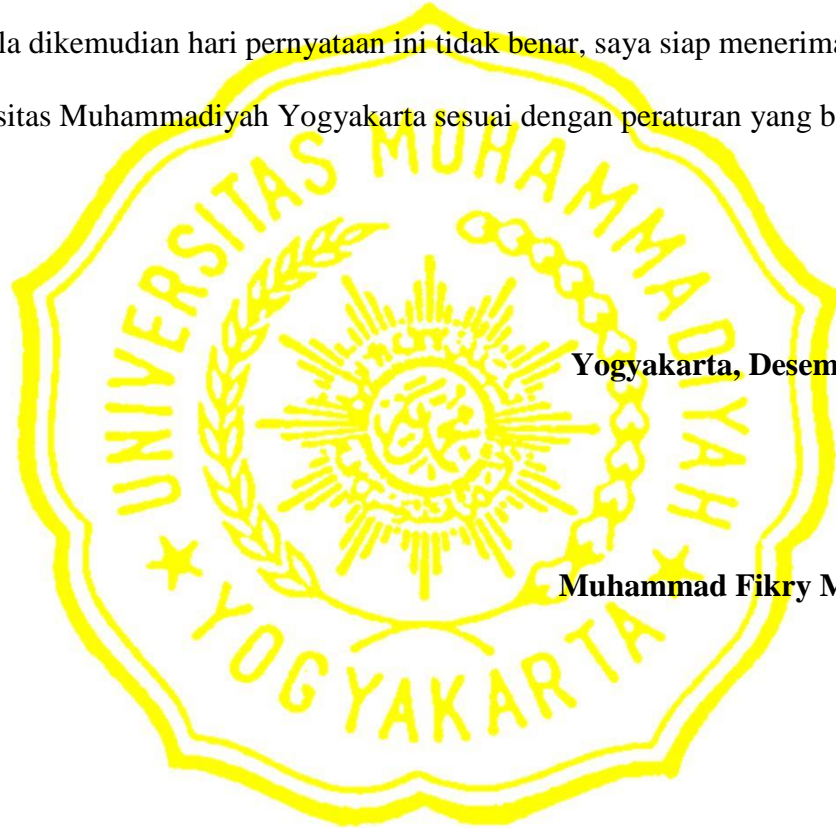 la dikemudian hari pernyataan ini tidak benar, saya siap menerima
sitas Muhammadiyah Yogyakarta sesuai dengan peraturan yang b
UNIVERSITAS MUHAMMADIYAH
Yogyakarta, Desem
Muhammad Fikry M
★ YOGYAKARTA ★